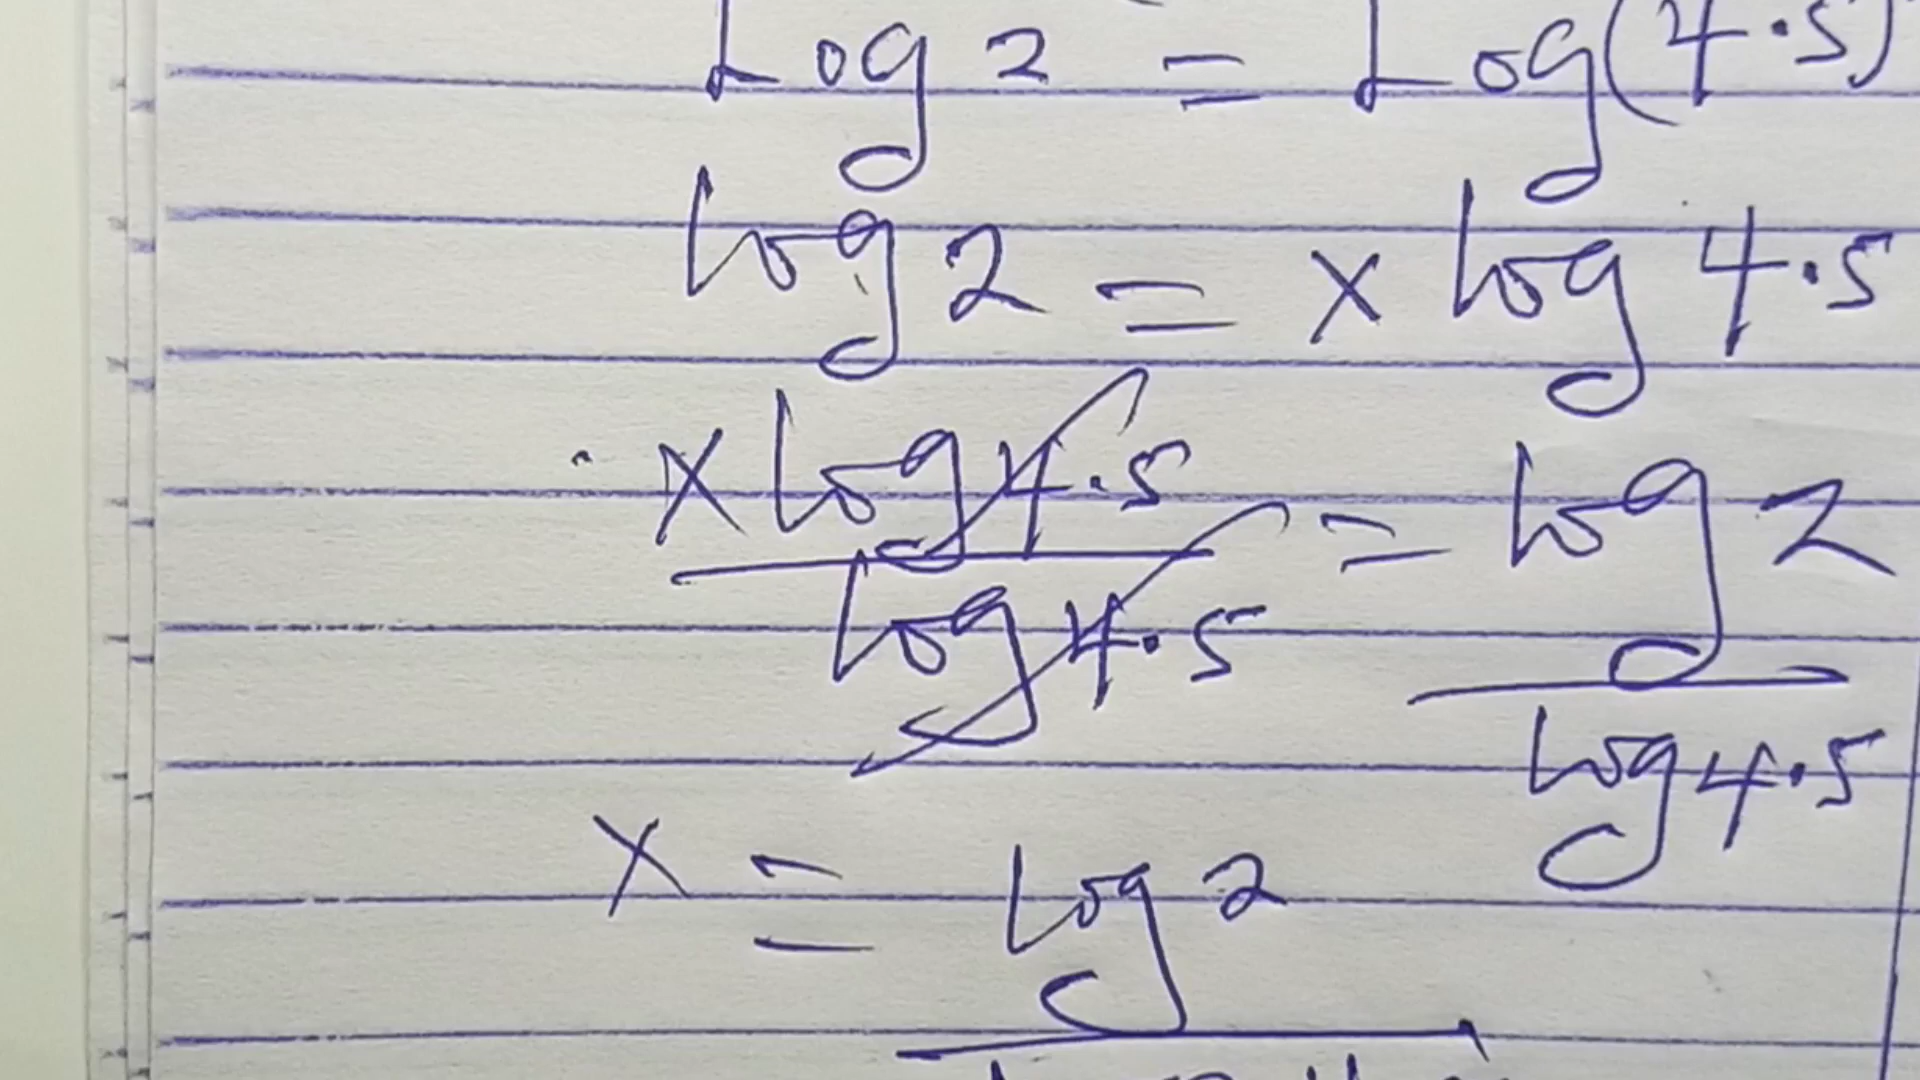 Log 2 = Log(4.5)
log 2 = x log 4.5
x log 4.5 / log 4.5 = log 2 / log 4.5
x = log 2